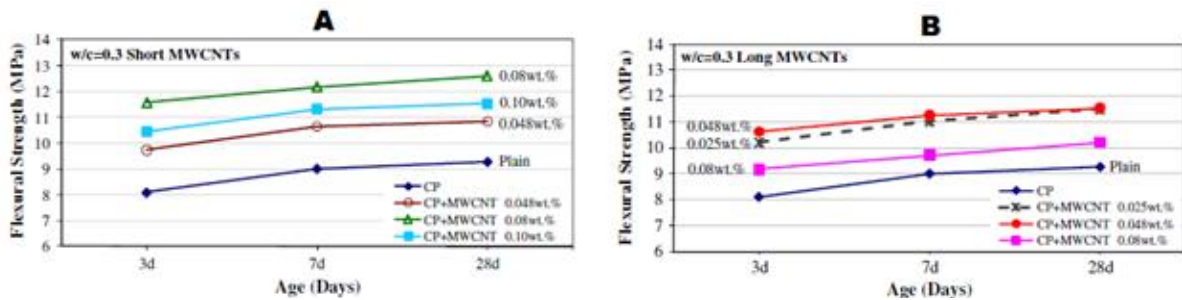 A
w/c=0.3 Short MWCNTs
Flexural Strength (MPa)
14
13
12
11
10
9
8
7
6
0.08wt.%
0.10wt.%
0.048wt.%
Plain
CP
CP+MWCNT 0.048wt.%
CP+MWCNT 0.08wt.%
CP+MWCNT 0.10wt.%
3d 7d 28d
Age (Days)
B
w/c=0.3 Long MWCNTs
Flexural Strength (MPa)
14
13
12
11
10
9
8
7
6
0.048wt.%
0.025wt.%
0.08wt.%
Plain
CP
CP+MWCNT 0.025wt.%
CP+MWCNT 0.048wt.%
CP+MWCNT 0.08wt.%
3d 7d 28d
Age (Days)